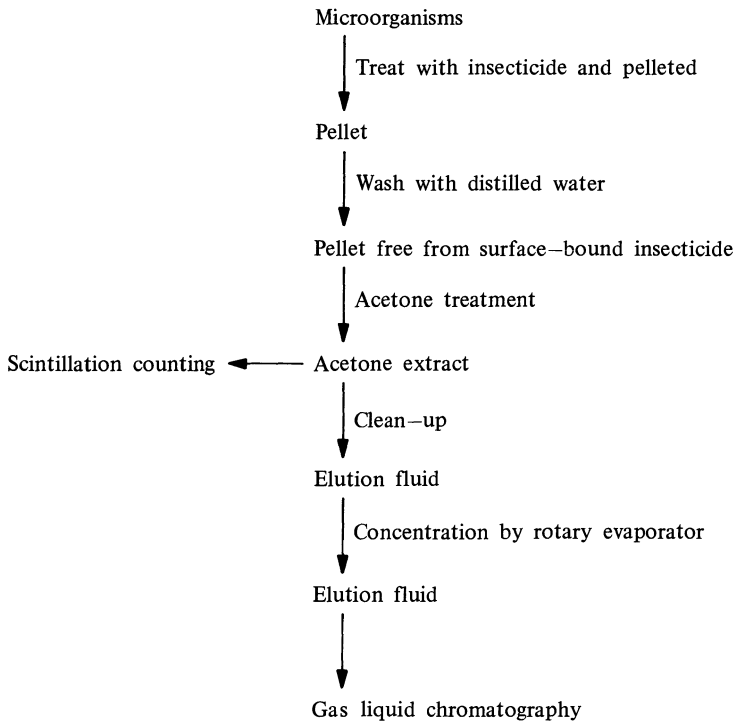 Microorganisms
Treat with insecticide and pelleted
Pellet
Wash with distilled water
Pellet free from surface—bound insecticide
Acetone treatment
Scintillation counting
Acetone extract
Clean—up
Elution fluid
Concentration by rotary evaporator
Elution fluid
Gas liquid chromatography